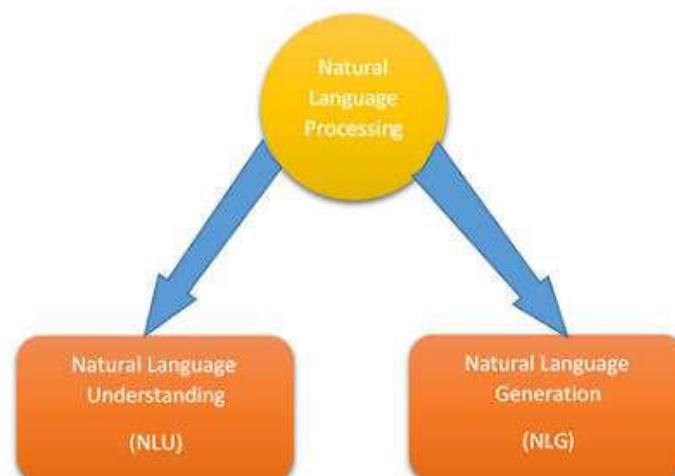 Natural
Language
Processing
Natural Language
Understanding
(NLU)
Natural Language
Generation
(NLG)